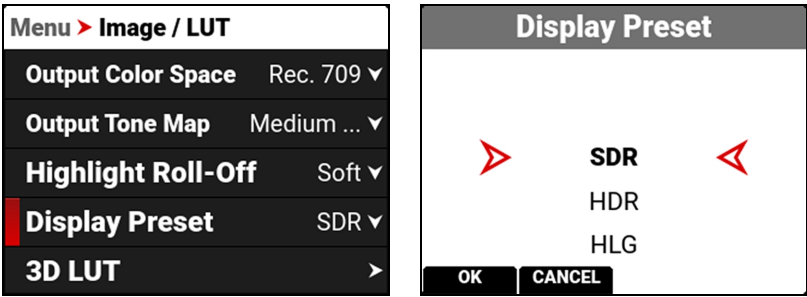 Menu Image / LUT
Output Color Space Rec. 709
Output Tone Map Medium ...
Highlight Roll-Off Soft
Display Preset SDR
3D LUT
Display Preset
SDR
HDR
HLG
OK CANCEL